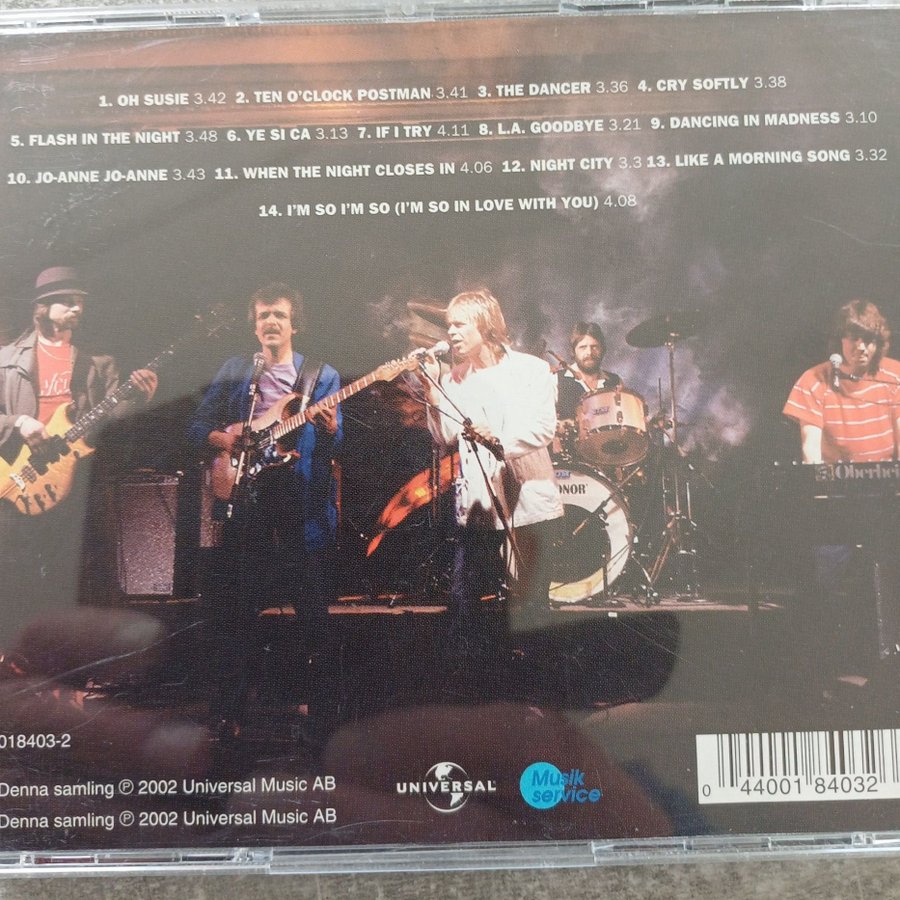 1. OH SUSIE 3.42 2. TEN O'CLOCK POSTMAN 3.41 3. THE DANCER 3.36 4. CRY SOFTLY 3.38
5. FLASH IN THE NIGHT 3.48 6. YE SI CA 3.13 7. IF I TRY 4.11 8. L.A. GOODBYE 3.21 9. DANCING IN MADNESS 3.10
10. JO-ANNE JO-ANNE 3.43 11. WHEN THE NIGHT CLOSES IN 4.06 12. NIGHT CITY 3.3 13. LIKE A MORNING SONG 3.32
14. I'M SO I'M SO (I'M SO IN LOVE WITH YOU) 4.08
ONOR
Oberhei
018403-2
Denna samling ℗ 2002 Universal Music AB
Denna samling ℗ 2002 Universal Music AB
UNIVERSAL
Musik
service
0 44001 84032